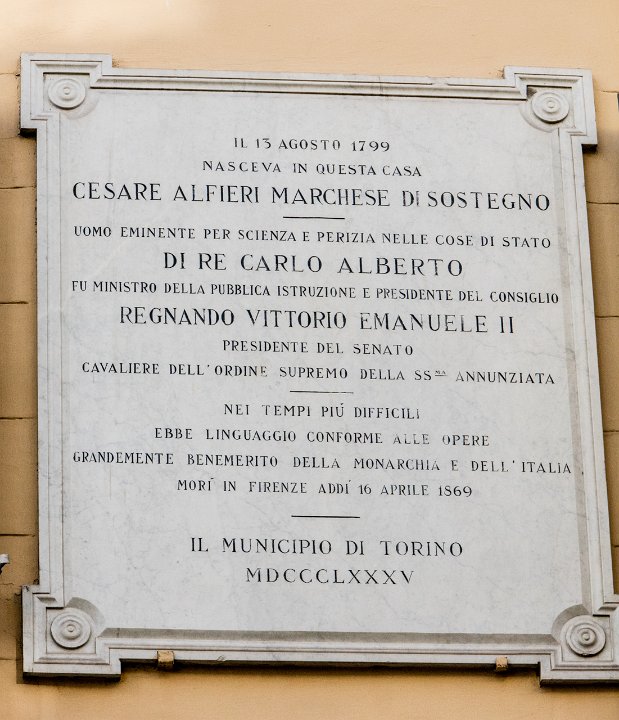 IL 13 AGOSTO 1799
NASCEVA IN QUESTA CASA
CESARE ALFIERI MARCHESE DI SOSTEGNO
UOMO EMINENTE PER SCIENZA E PERIZIA NELLE COSE DI STATO
DI RE CARLO ALBERTO
FU MINISTRO DELLA PUBBLICA ISTRUZIONE E PRESIDENTE DEL CONSIGLIO
REGNANDO VITTORIO EMANUELE II
PRESIDENTE DEL SENATO
CAVALIERE DELL'ORDINE SUPREMO DELLA SS.MA ANNUNZIATA
NEI TEMPI PIÚ DIFFICILI
EBBE LINGUAGGIO CONFORME ALLE OPERE
GRANDEMENTE BENEMERITO DELLA MONARCHIA E DELL'ITALIA
MORÍ IN FIRENZE ADDÍ 16 APRILE 1869
IL MUNICIPIO DI TORINO
MDCCCLXXXV